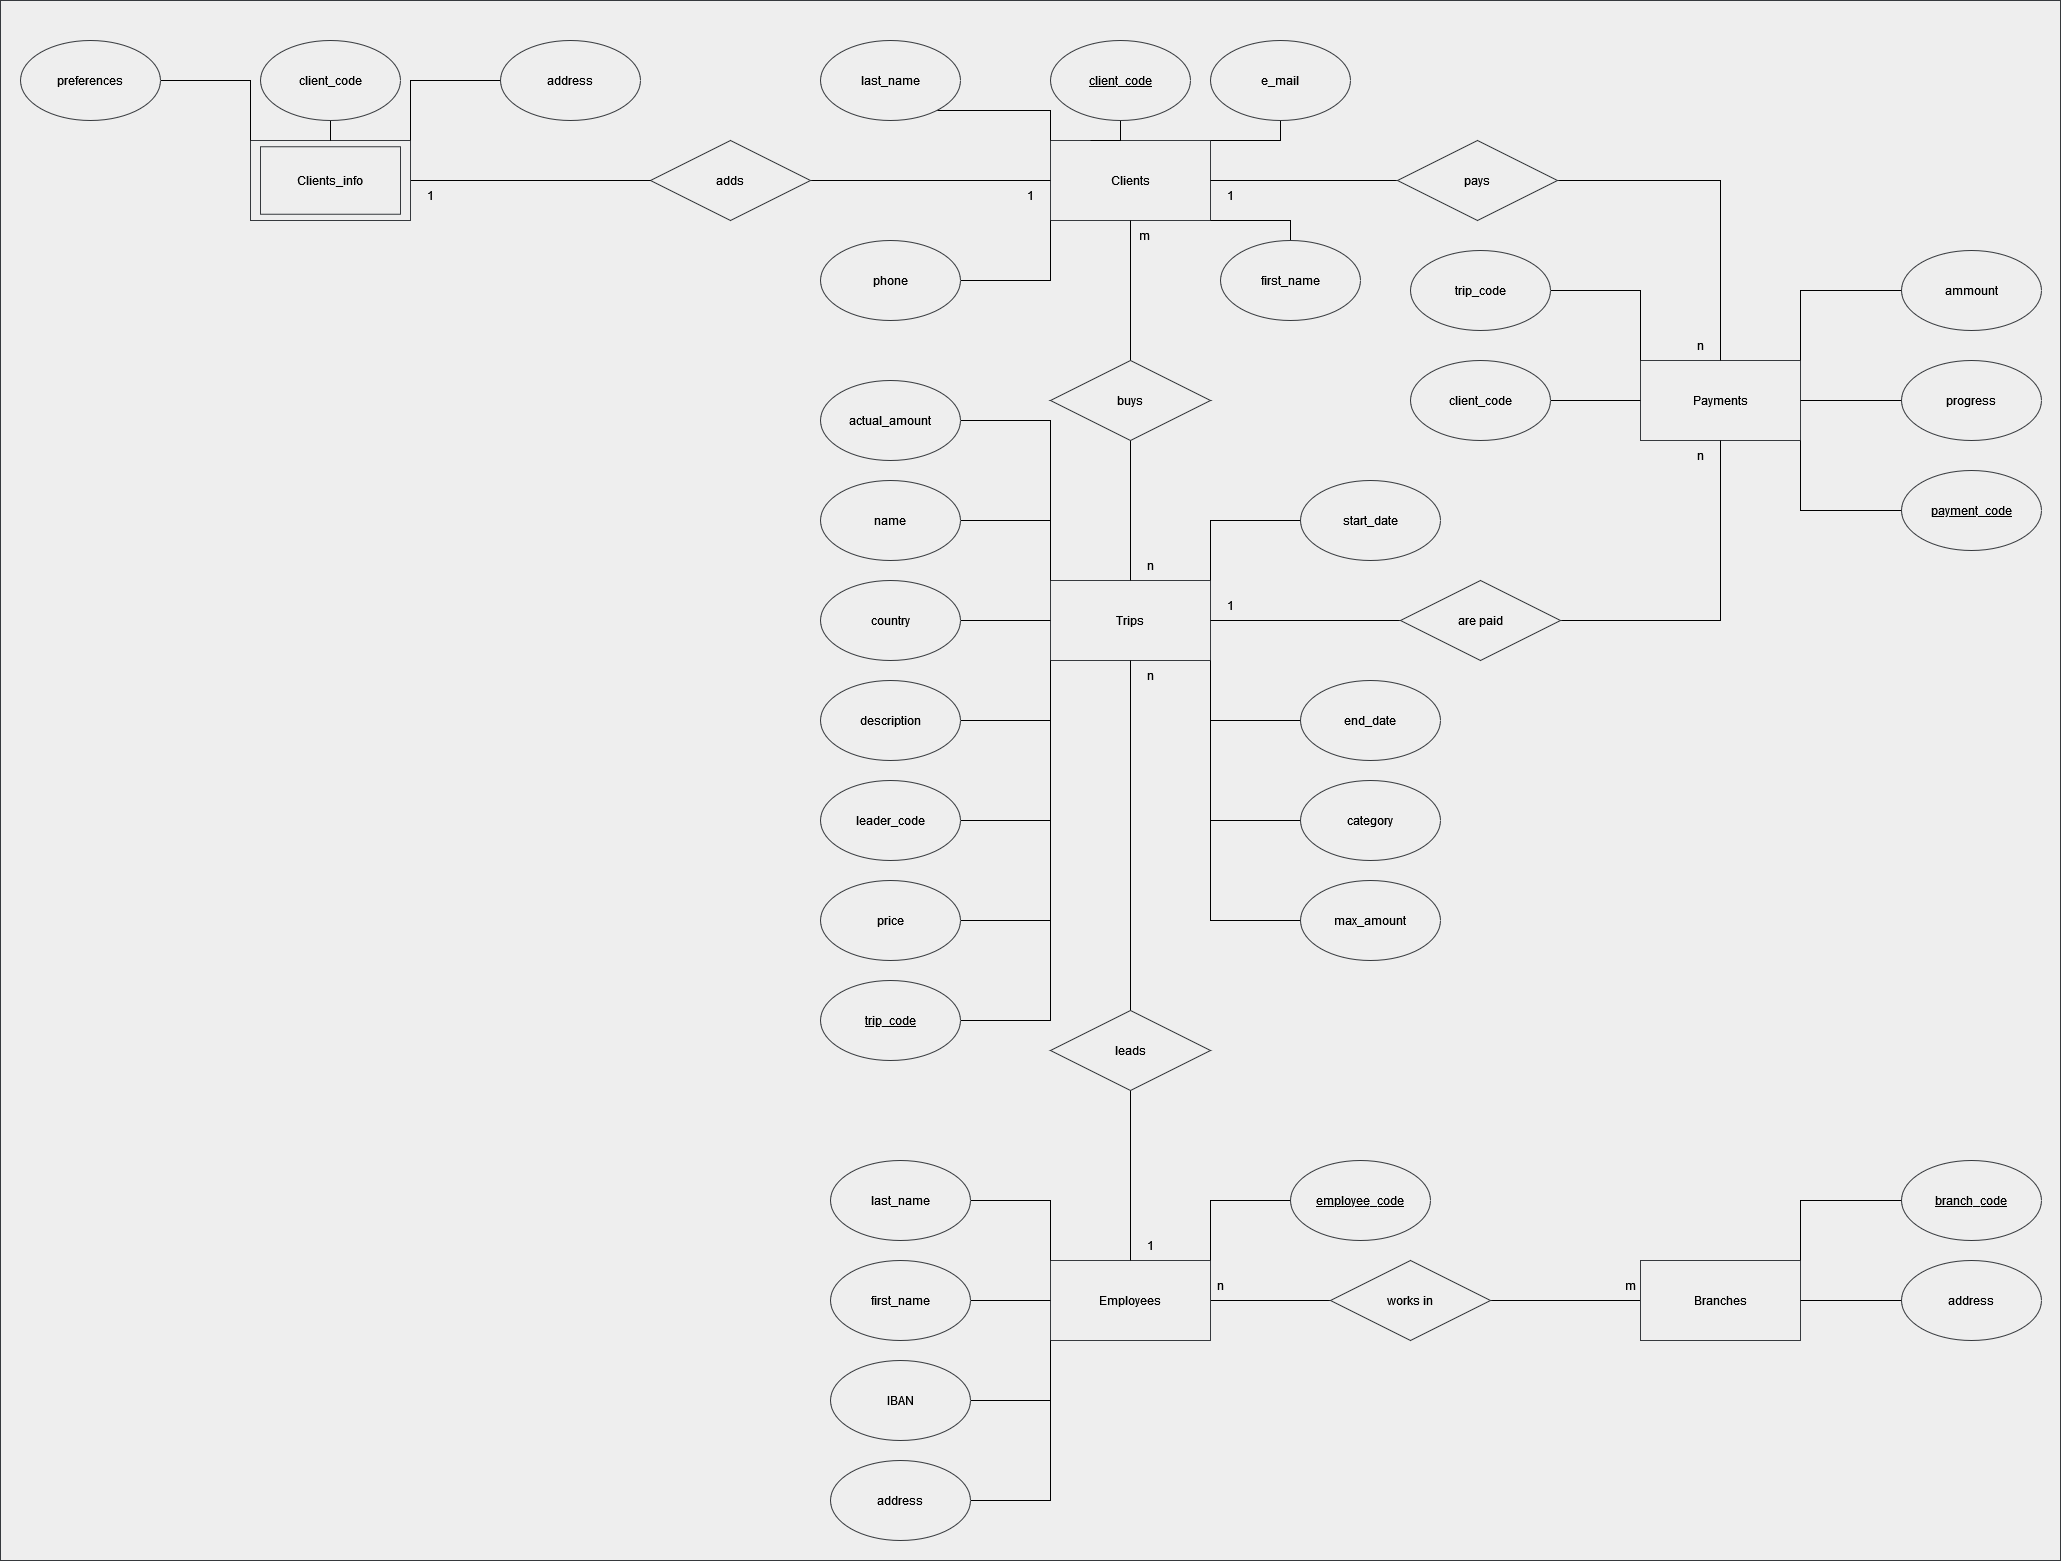 preferences
client_code
address
last_name
client_code
e_mail
Clients_info
1
adds
1
Clients
1
pays
m
phone
first_name
trip_code
ammount
n
buys
client_code
Payments
progress
actual_amount
n
name
start_date
payment_code
n
1
country
Trips
are paid
n
description
end_date
leader_code
category
price
max_amount
trip_code
leads
last_name
employee_code
branch_code
1
n
m
first_name
Employees
works in
Branches
address
IBAN
address